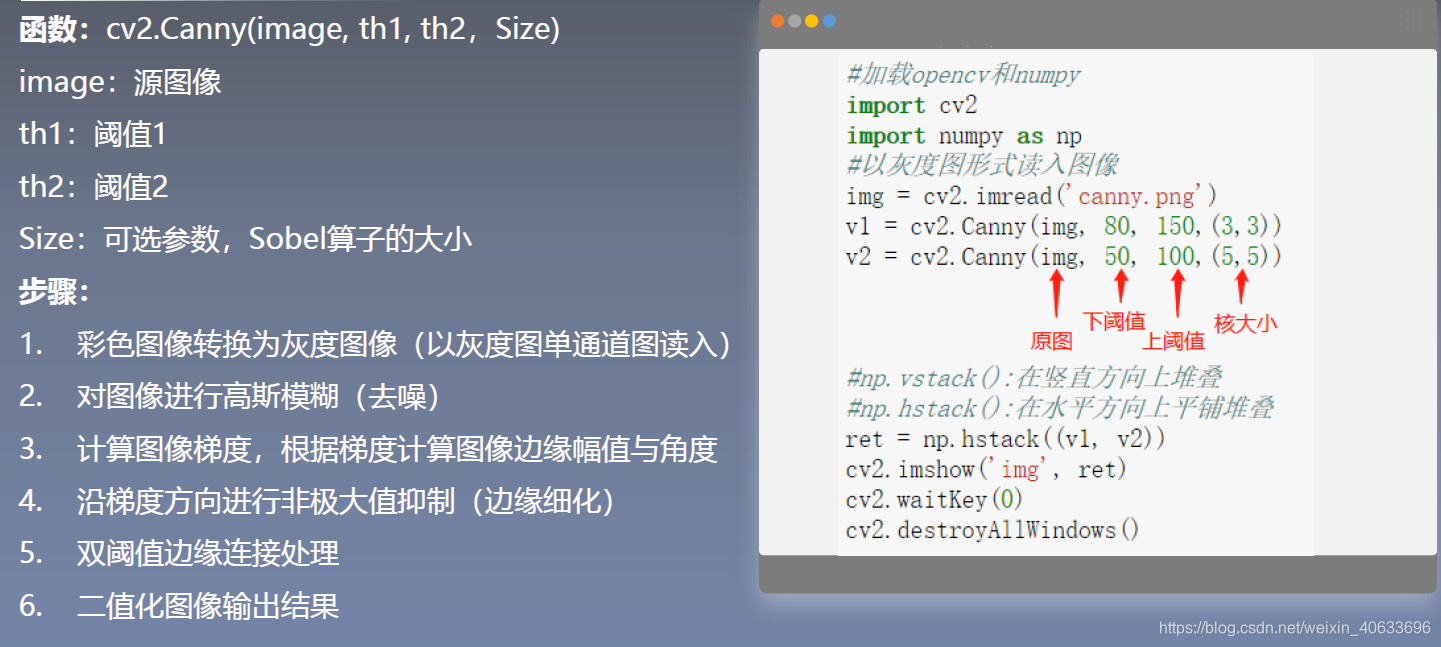 函数：cv2.Canny(image, th1, th2，Size)
image：源图像
th1：阈值1
th2：阈值2
Size：可选参数，Sobel算子的大小
步骤：
1. 彩色图像转换为灰度图像（以灰度图单通道图读入）
2. 对图像进行高斯模糊（去噪）
3. 计算图像梯度，根据梯度计算图像边缘幅值与角度
4. 沿梯度方向进行非极大值抑制（边缘细化）
5. 双阈值边缘连接处理
6. 二值化图像输出结果
#加载opencv和numpy
import cv2
import numpy as np
#以灰度图形式读入图像
img = cv2.imread('canny.png')
v1 = cv2.Canny(img, 80, 150,(3,3))
v2 = cv2.Canny(img, 50, 100,(5,5))
原图 下阈值 上阈值 核大小
#np.vstack():在竖直方向上堆叠
#np.hstack():在水平方向上平铺堆叠
ret = np.hstack((v1, v2))
cv2.imshow('img', ret)
cv2.waitKey(0)
cv2.destroyAllWindows()
https://blog.csdn.net/weixin_40633696